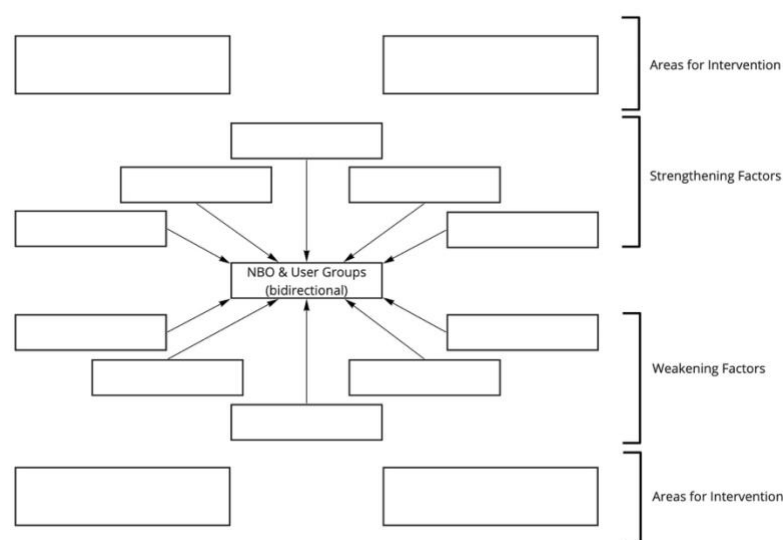 Areas for Intervention
Strengthening Factors
NBO & User Groups
(bidirectional)
Weakening Factors
Areas for Intervention